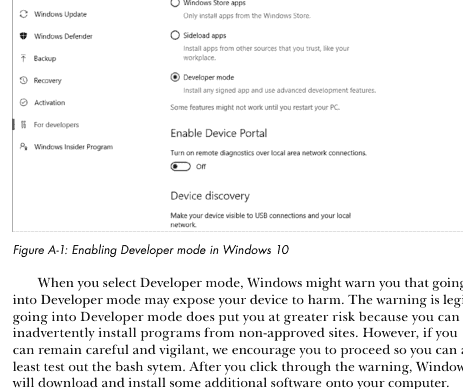 Windows Store apps
Windows Update
Only install apps from the Windows Store.
Windows Defender
Sideload apps
Install apps from other sources that you trust, like your
workplace.
Backup
Recovery
Developer mode
Install any signed app and use advanced development features.
Activation
Some features might not work until you restart your PC.
For developers
Enable Device Portal
Windows Insider Program
Turn on remote diagnostics over local area network connections.
Off
Device discovery
Make your device visible to USB connections and your local
network.
Figure A-1: Enabling Developer mode in Windows 10
When you select Developer mode, Windows might warn you that going
into Developer mode may expose your device to harm. The warning is legi
going into Developer mode does put you at greater risk because you can
inadvertently install programs from non-approved sites. However, if you
can remain careful and vigilant, we encourage you to proceed so you can a
least test out the bash sytem. After you click through the warning, Window
will download and install some additional software onto your computer.